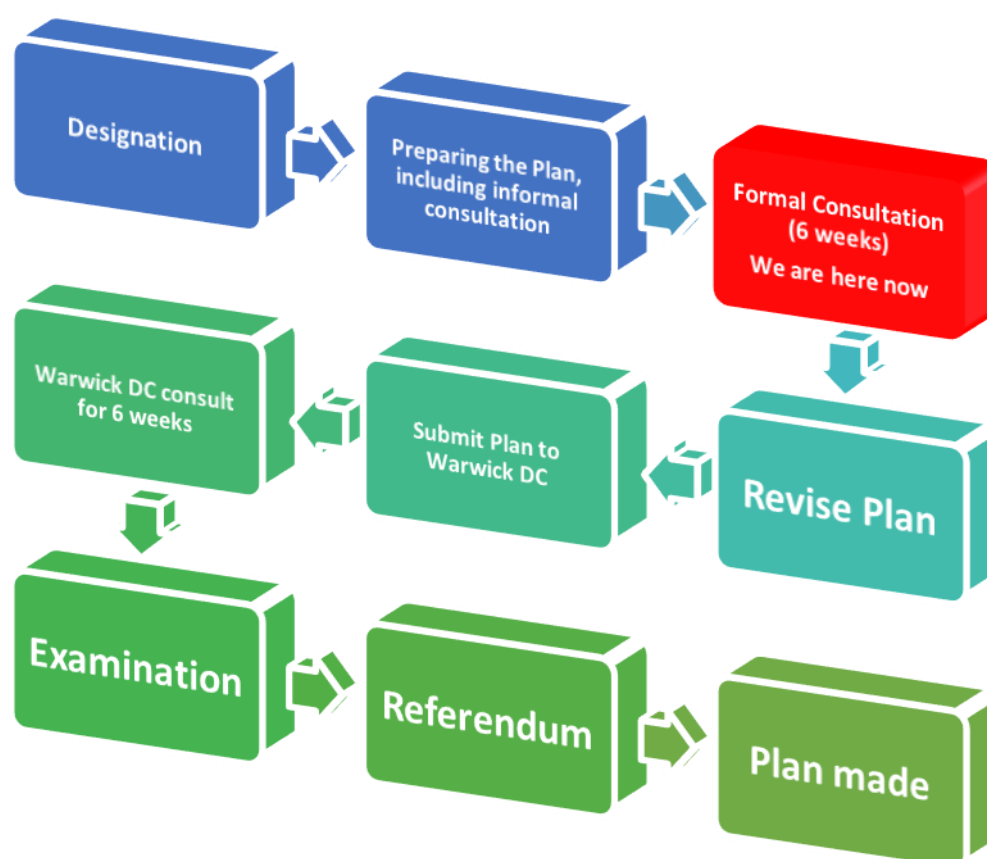 Designation
Preparing the Plan,
including informal
consultation
Formal Consultation
(6 weeks)
We are here now
Revise Plan
Submit Plan to
Warwick DC
Warwick DC consult
for 6 weeks
Examination
Referendum
Plan made